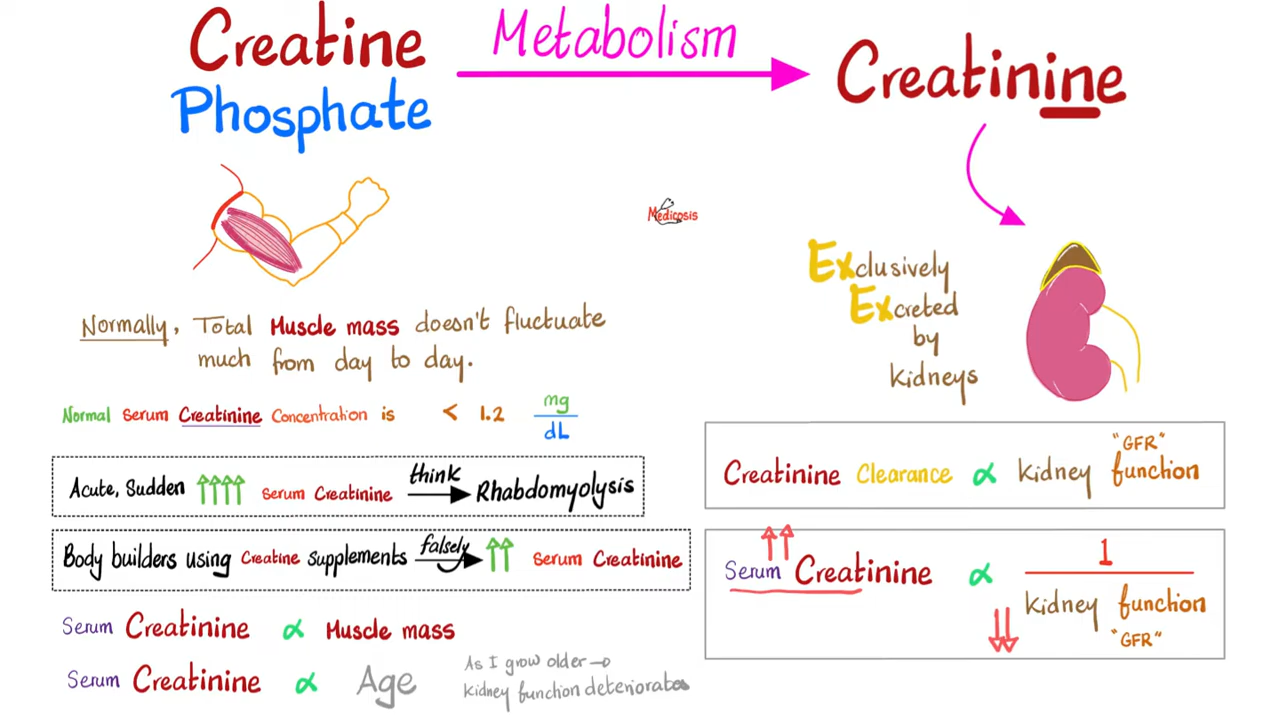 Creatine
Phosphate
Metabolism
Creatinine
Medicosis
Exclusively
Excreted
by
kidneys
Normally, Total Muscle mass doesn't fluctuate
much from day to day.
Normal Serum Creatinine Concentration is < 1.2 mg
dL
Acute, Sudden ↑↑↑↑ Serum Creatinine think → Rhabdomyolysis
Body builders using Creatine Supplements falsely → ↑↑ Serum Creatinine
Serum Creatinine ∝ Muscle mass
Serum Creatinine ∝ Age
As I grow older →
kidney function deteriorates
"GFR"
Creatinine Clearance ∝ kidney function
↑↑
Serum Creatinine ∝ 1
kidney function
↓↓ "GFR"